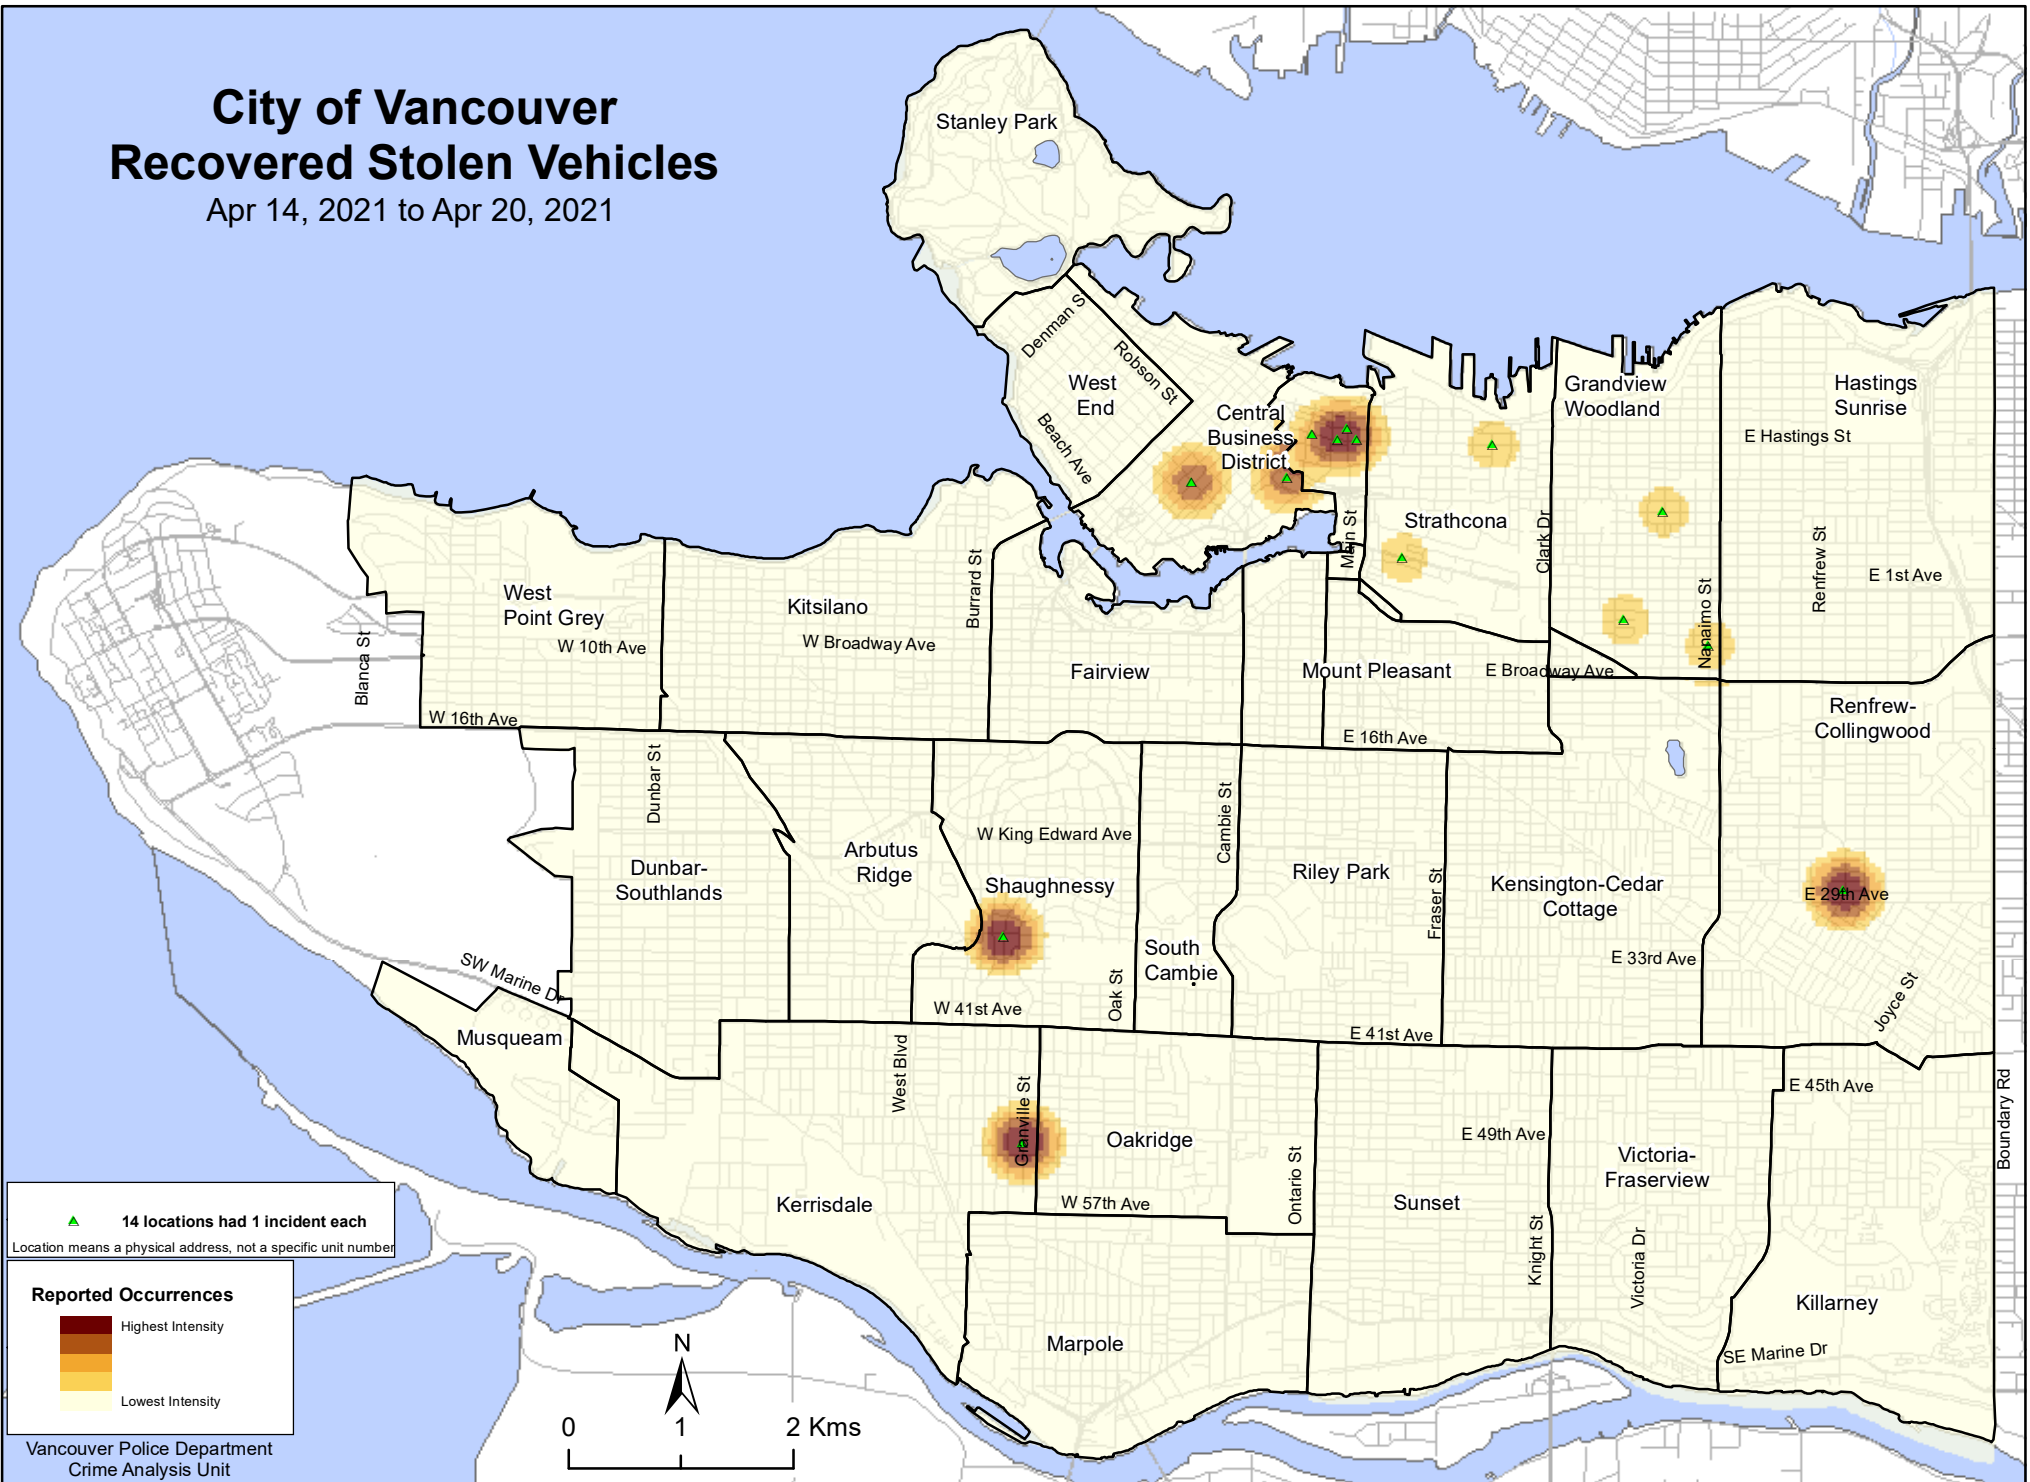 City of Vancouver
Recovered Stolen Vehicles
Apr 14, 2021 to Apr 20, 2021
Stanley Park
Denman S
Robson St
West
End
Beach Ave
Central
Business
District
Grandview
Woodland
Hastings
Sunrise
E Hastings St
Strathcona
Main St
Clark Dr
Renfrew St
E 1st Ave
Nanaimo St
West
Point Grey
W 10th Ave
Blanca St
W 16th Ave
Kitsilano
W Broadway Ave
Burrard St
Fairview
Mount Pleasant
E Broadway Ave
E 16th Ave
Renfrew-
Collingwood
Dunbar St
Dunbar-
Southlands
Arbutus
Ridge
W King Edward Ave
Shaughnessy
Cambie St
South
Cambie
Oak St
W 41st Ave
Riley Park
Fraser St
Kensington-Cedar
Cottage
E 33rd Ave
E 29th Ave
Joyce St
E 41st Ave
SW Marine Dr
Musqueam
West Blvd
Granville St
Kerrisdale
Oakridge
W 57th Ave
Ontario St
E 49th Ave
Sunset
Knight St
Victoria-
Fraserview
Victoria Dr
E 45th Ave
Boundary Rd
Killarney
SE Marine Dr
Marpole
14 locations had 1 incident each
Location means a physical address, not a specific unit number
Reported Occurrences
Highest Intensity
Lowest Intensity
Vancouver Police Department
Crime Analysis Unit
N
0 1 2 Kms